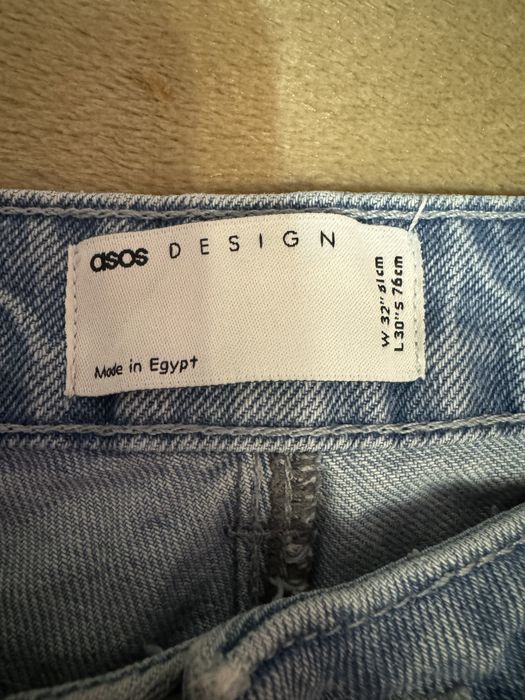 asos DESIGN
Made in Egypt
W 32" 81cm
L 30"S 76cm